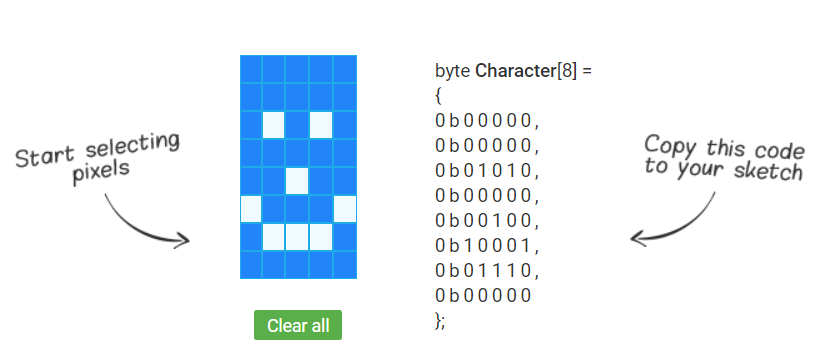 Start selecting
pixels
Clear all
byte Character[8] =
{
0b00000,
0b00000,
0b01010,
0b00000,
0b00100,
0b10001,
0b01110,
0b00000
};
Copy this code
to your sketch